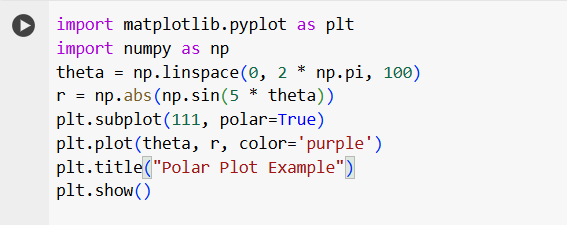 import matplotlib.pyplot as plt
import numpy as np
theta = np.linspace(0, 2 * np.pi, 100)
r = np.abs(np.sin(5 * theta))
plt.subplot(111, polar=True)
plt.plot(theta, r, color='purple')
plt.title("Polar Plot Example")
plt.show()